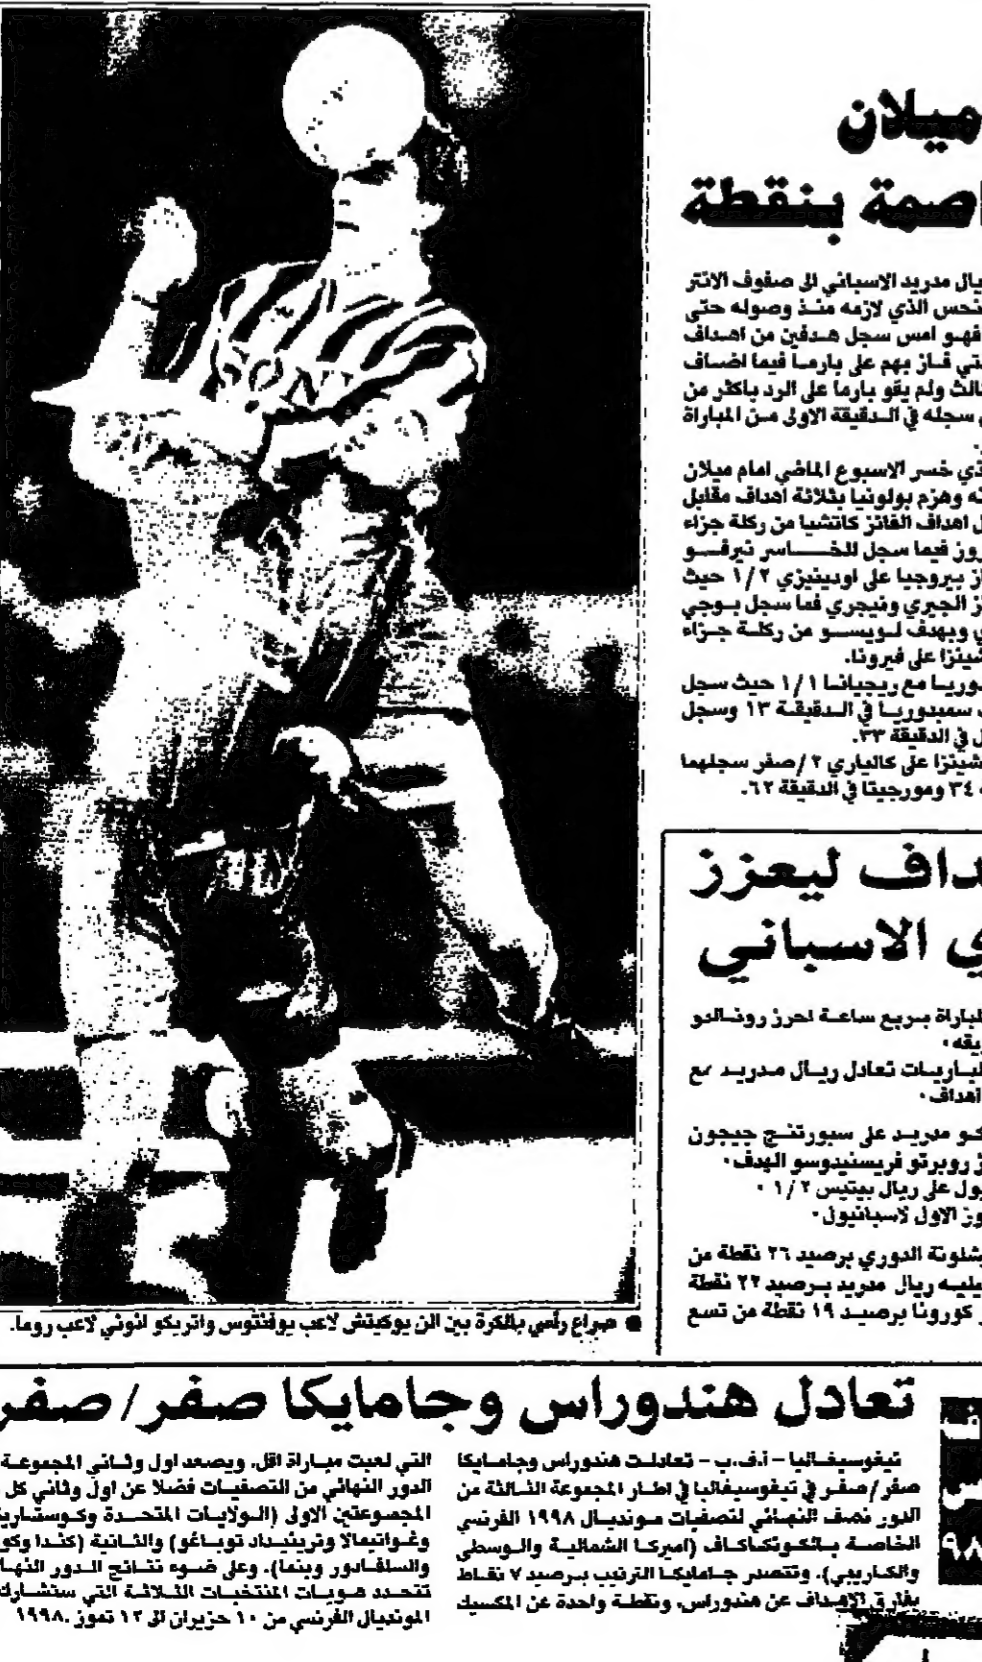 ميلان
اصمة بنقطة
يال مدريد الاسباني الى صفوف الانتر
نحس الذي لازمه منذ وصوله حتى
فهو امس سجل هدفين من اهداف
تي فاز بهم على بارما فيما اضاف
الث ولم يقو بارما على الرد باكثر من
سجله في الدقيقة الاولى من المباراة
ذي خسر الاسبوع الماضي امام ميلان
ه وهزم بولونيا بثلاثة اهداف مقابل
ل اهداف الفائز كاتشيا من ركلة جزاء
روز فيما سجل للخاسر نيرفو
از بيروجيا على اودينيزي ١/٢ حيث
ز الجيري ونيجري فما سجل بوجي
ي وبهدف لويسو من ركلة جزاء
شينزا على فيرونا.
وريا مع ريجيانا ١/١ حيث سجل
سمبدوريا في الدقيقة ١٣ وسجل
ل في الدقيقة ٣٣.
شينزا على كالياري ٢/صفر سجلهما
٣٤ ومورجيتا في الدقيقة ٦٢.
داف ليعزز
ي الاسباني
لمباراة بربع ساعة احرز رونالدو
يقه.
لمباريات تعادل ريال مدريد مع
اهداف.
كو مدريد على سبورتنج جيجون
ز روبرتو فريسنيدوسو الهدف.
يول على ريال بيتيس ١/٢.
وز الاول لاسبانيول.
شلونة الدوري برصيد ٢٦ نقطة من
يليه ريال مدريد برصيد ٢٢ نقطة
كورونا برصيد ١٩ نقطة من تسع
صراع رأسي بالكرة بين الن بوكيتش لاعب يوفنتوس وانريكو انوني لاعب روما.
تعادل هندوراس وجامايكا صفر/صفر
تيغوسيغالبا – أ.ف.ب – تعادلت هندوراس وجامايكا
صفر/صفر في تيغوسيغالبا في اطار المجموعة الثالثة من
الدور نصف النهائي لتصفيات مونديال ١٩٩٨ الفرنسي
الخاصة بالكونكاكاف (اميركا الشمالية والوسطى
والكاريبي). وتتصدر جامايكا الترتيب برصيد ٧ نقاط
بفارق الاهداف عن هندوراس، ونقطة واحدة عن المكسيك
التي لعبت مباراة اقل. ويصعد اول وثاني المجموعة
الدور النهائي من التصفيات فضلا عن اول وثاني كل
المجموعتين الاولى (الولايات المتحدة وكوستاري
وغواتيمالا وترينيداد توباغو) والثانية (كندا وكو
والسلفادور وبنما). وعلى ضوء نتائج الدور النها
تتحدد هويات المنتخبات الثلاثة التي ستشارك
المونديال الفرنسي من ١٠ حزيران الى ١٢ تموز ١٩٩٨.